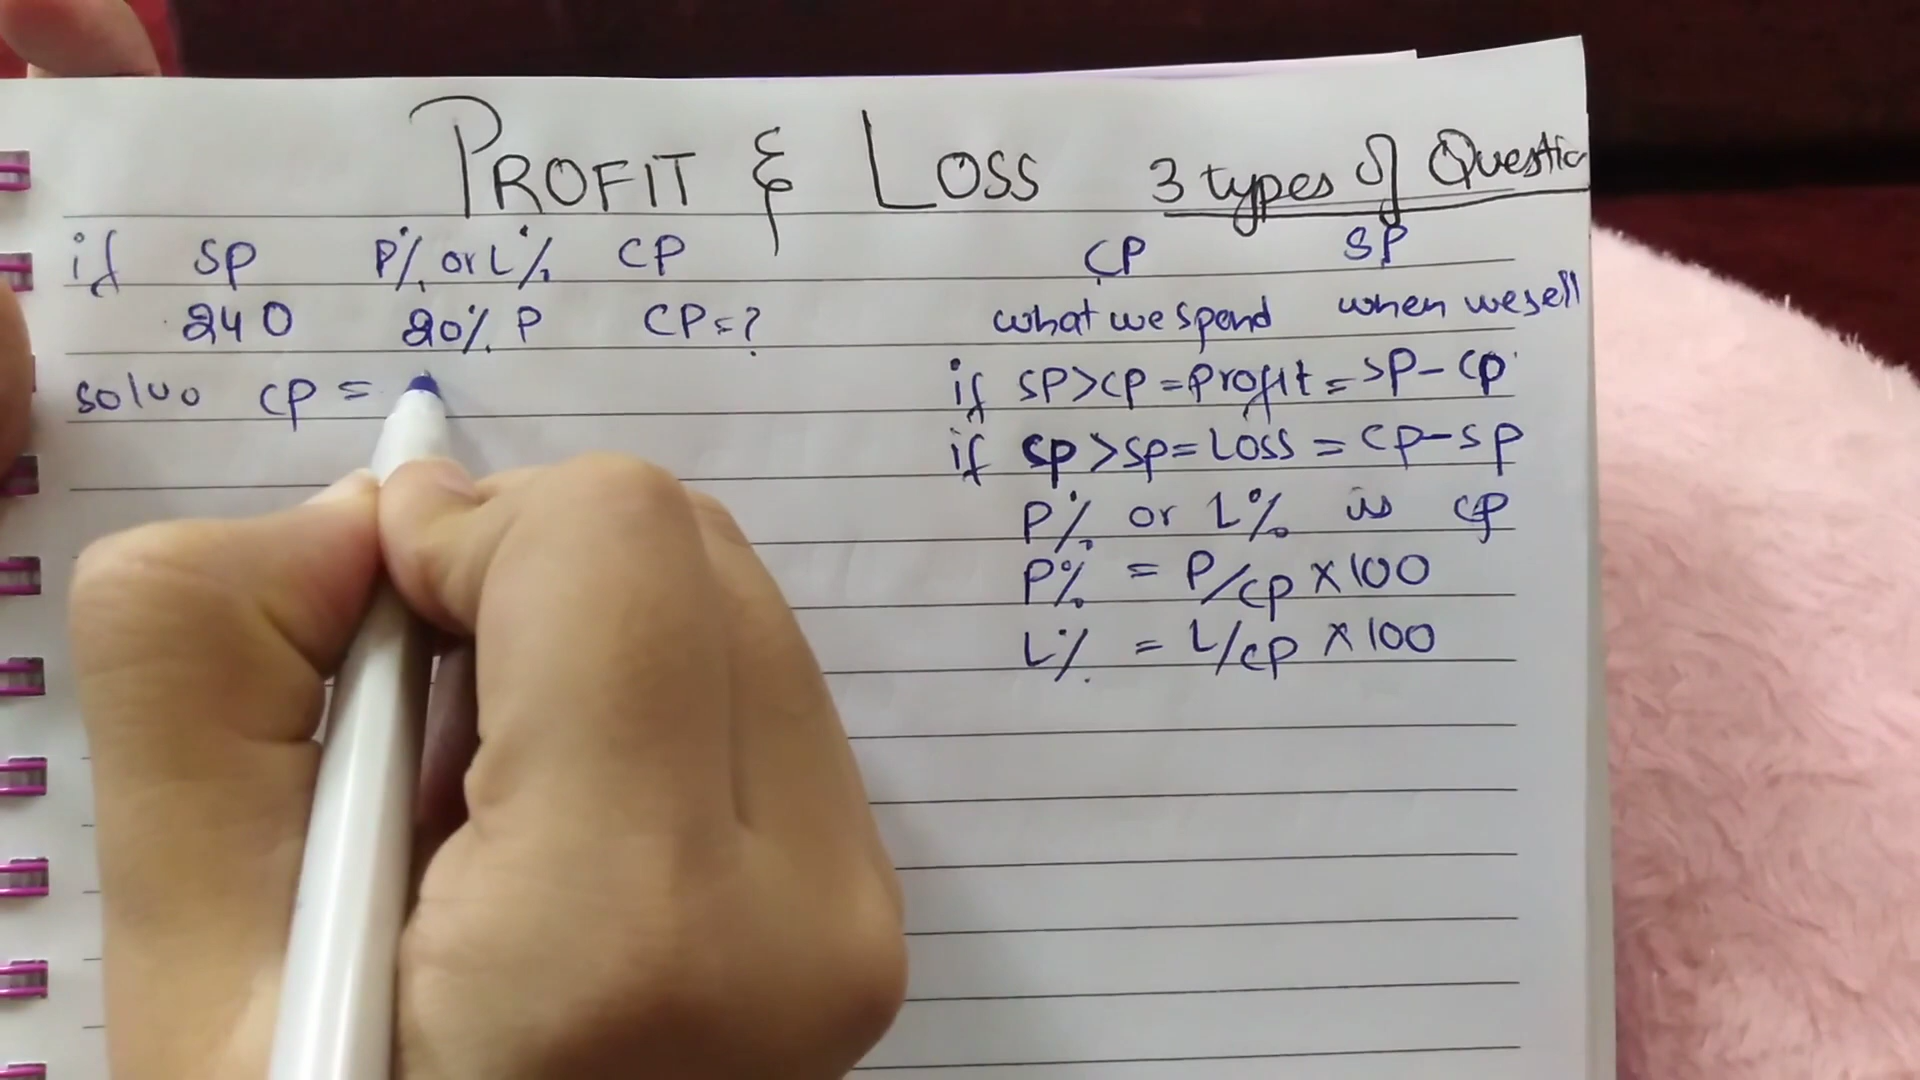 PROFIT & LOSS 3 types of Questio
if SP P% or L% CP
240 20% P CP=?
solve CP =
CP SP
what we spend when we sell
if SP>CP=Profit=SP-CP
if CP>SP=LOSS=CP-SP
P% or L% is CP
P% = P/CP X100
L% = L/CP X100